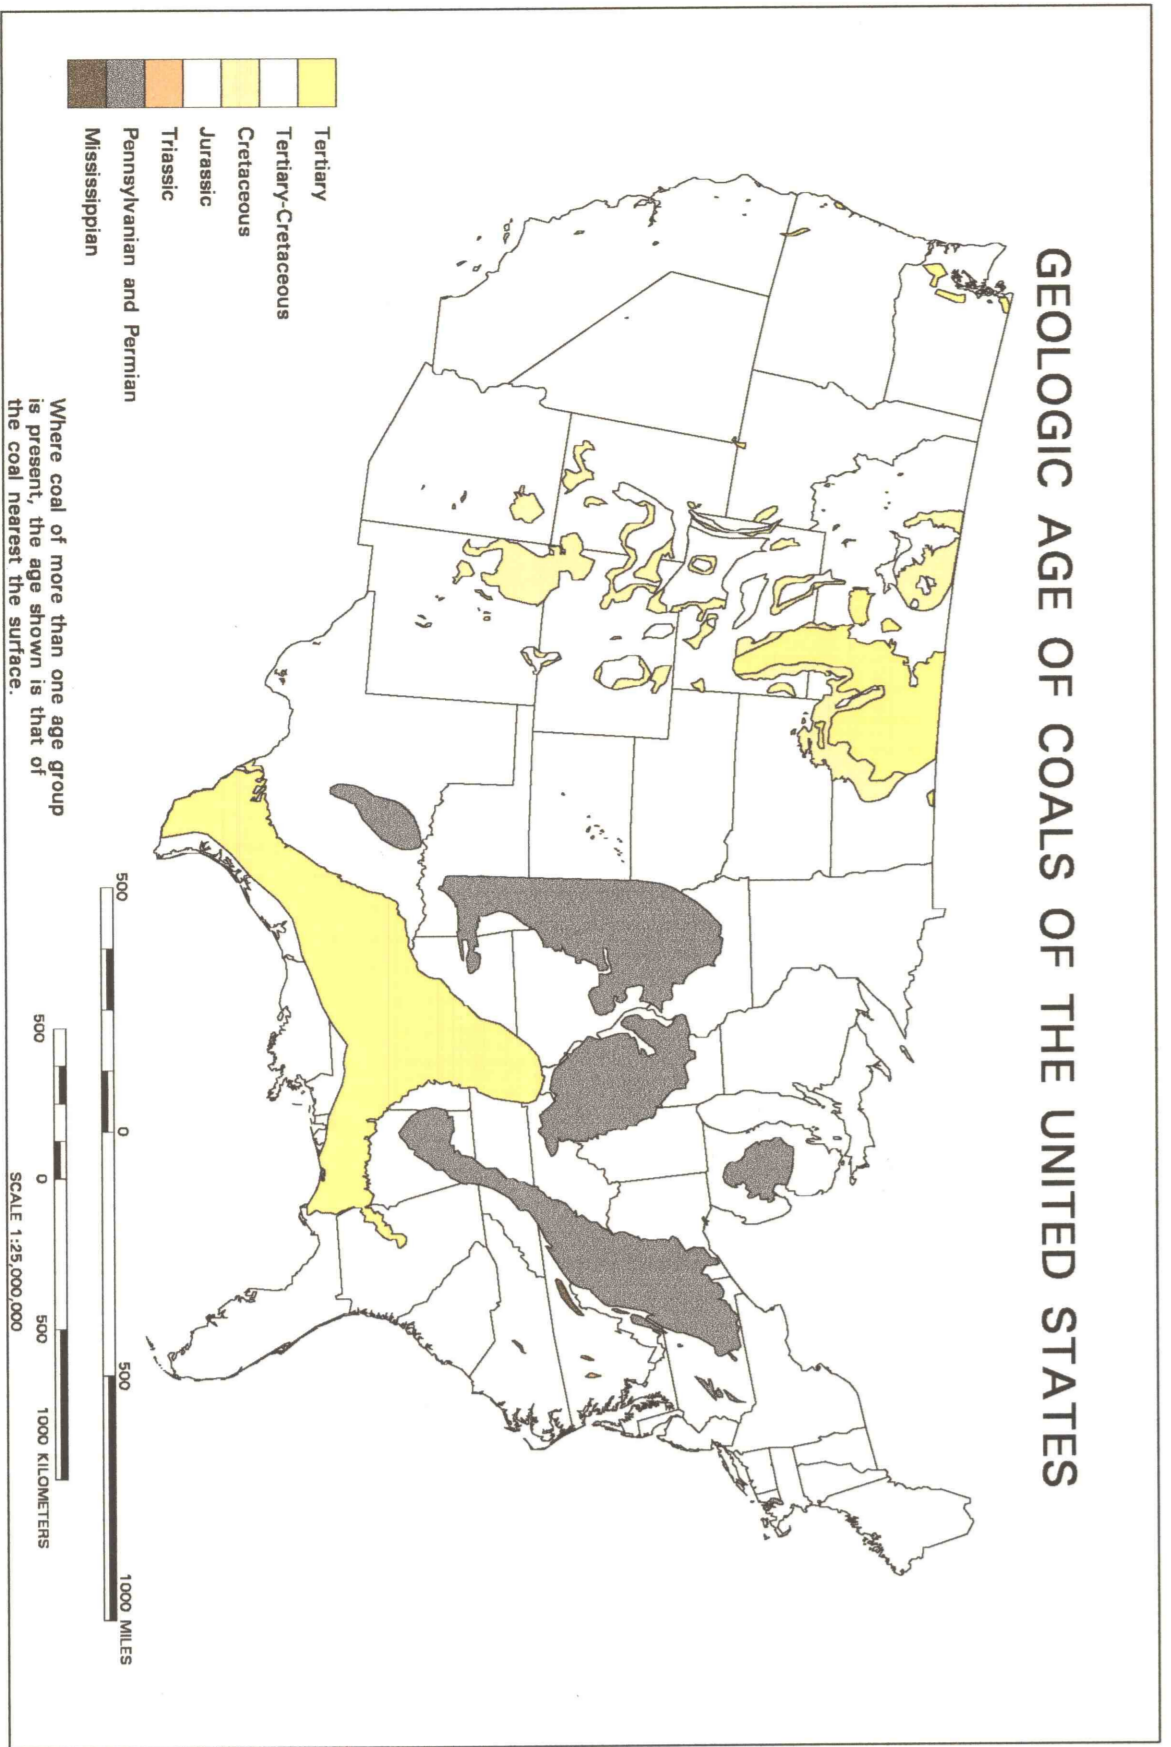 GEOLOGIC AGE OF COALS OF THE UNITED STATES
Tertiary
Tertiary-Cretaceous
Cretaceous
Jurassic
Triassic
Pennsylvanian and Permian
Mississippian
Where coal of more than one age group
is present, the age shown is that of
the coal nearest the surface.
500 0 500 1000 MILES
500 0 500 1000 KILOMETERS
SCALE 1:25,000,000